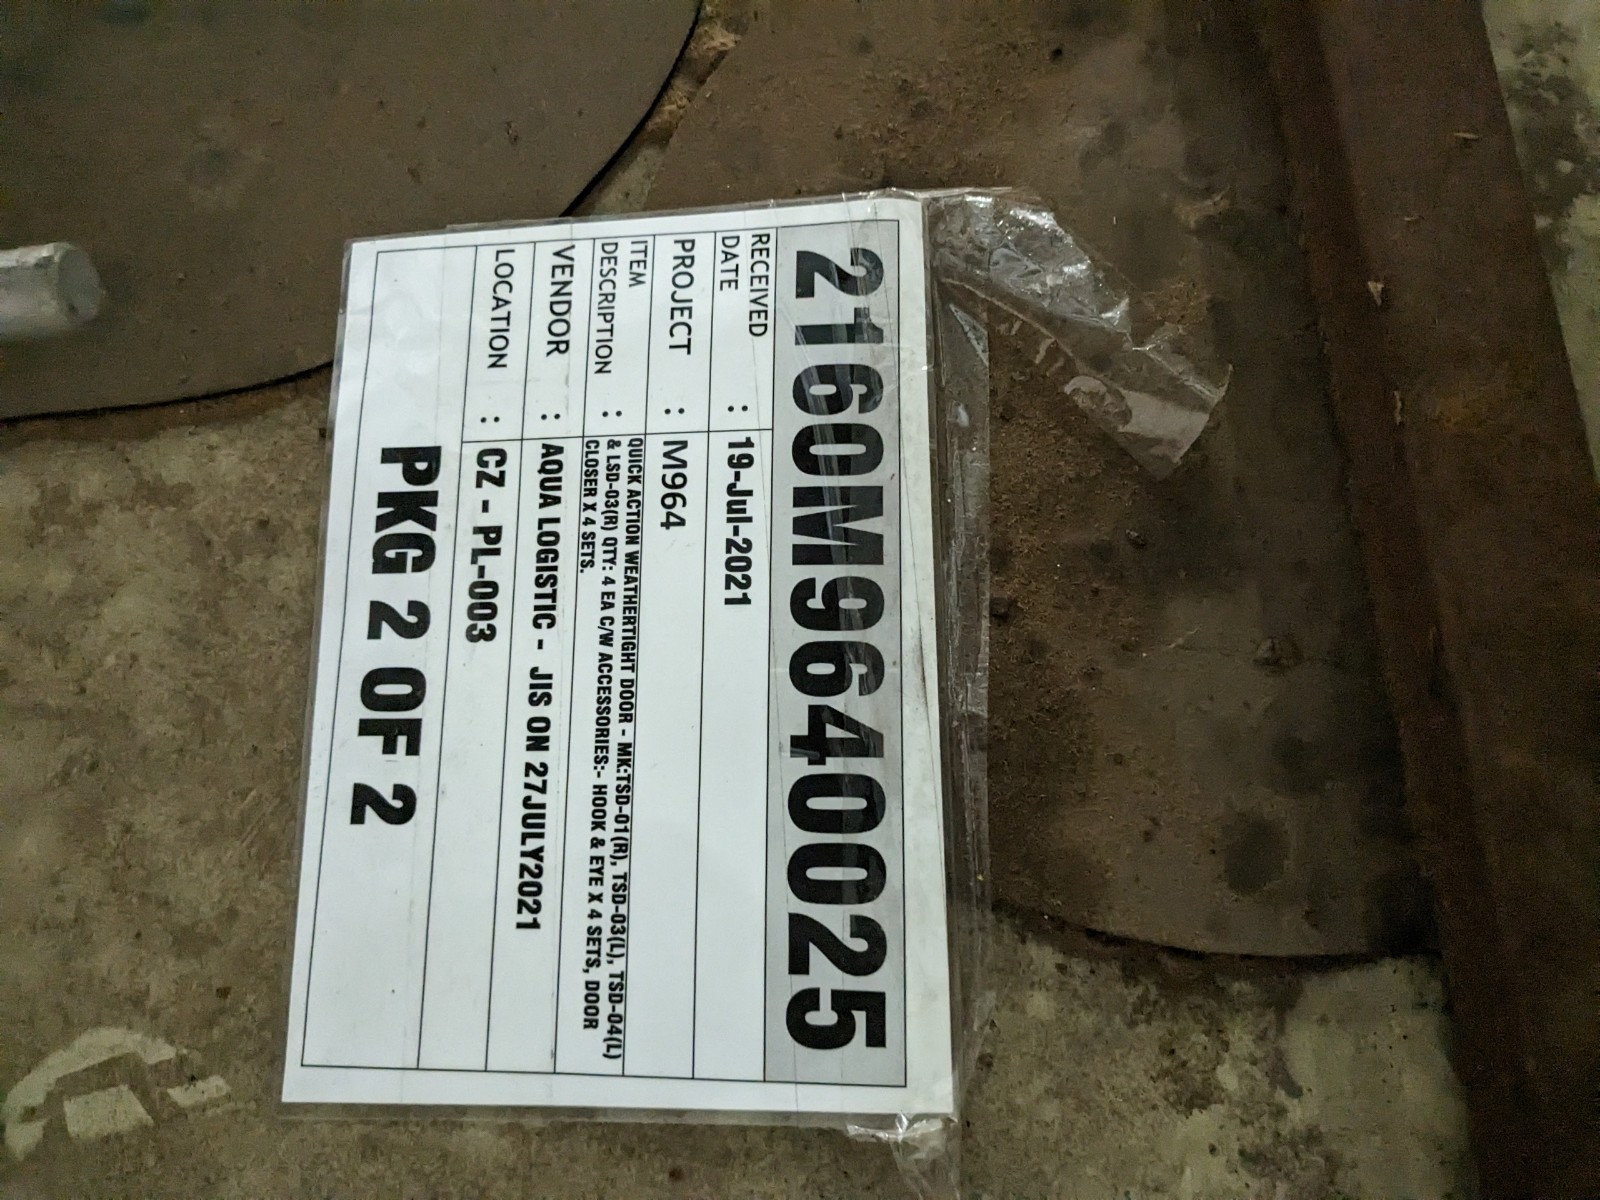 2160M9640025
RECEIVED DATE : 19-Jul-2021
PROJECT : M964
ITEM DESCRIPTION : QUICK ACTION WEATHERTIGHT DOOR - MK:TSD-01(R), TSD-03(L), TSD-04(L)
& LSD-03(R) QTY: 4 EA C/W ACCESSORIES:- HOOK & EYE X 4 SETS, DOOR
CLOSER X 4 SETS.
VENDOR : AQUA LOGISTIC - JIS ON 27JULY2021
LOCATION : CZ - PL-003
PKG 2 OF 2